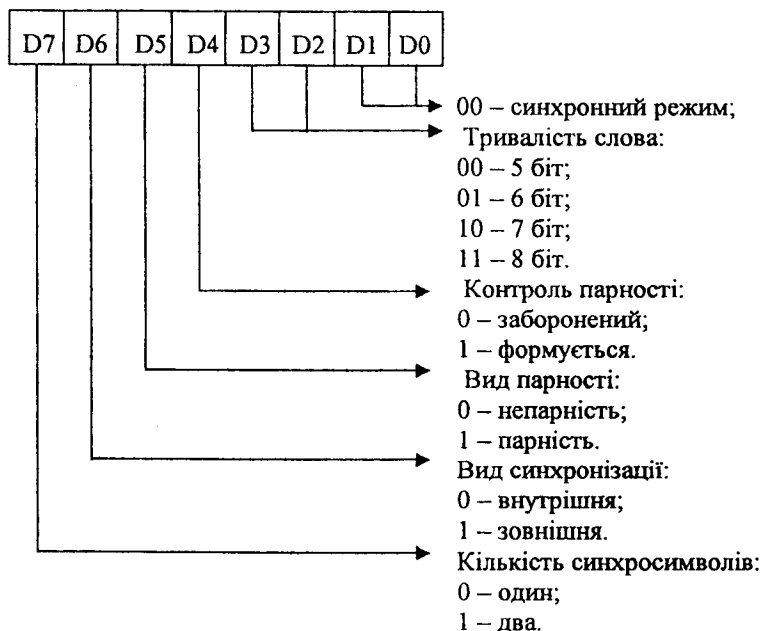 D7 D6 D5 D4 D3 D2 D1 D0
00 – синхронний режим;
Тривалість слова:
00 – 5 біт;
01 – 6 біт;
10 – 7 біт;
11 – 8 біт.
Контроль парності:
0 – заборонений;
1 – формується.
Вид парності:
0 – непарність;
1 – парність.
Вид синхронізації:
0 – внутрішня;
1 – зовнішня.
Кількість синхросимволів:
0 – один;
1 – два.